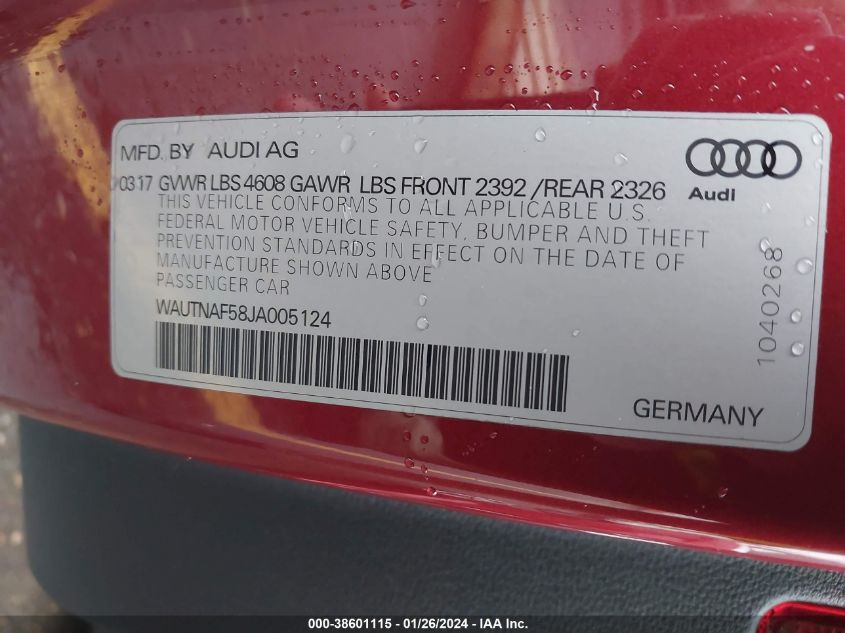 MFD. BY AUDI AG
0317 GVWR LBS 4608 GAWR LBS FRONT 2392 /REAR 2326
Audi
THIS VEHICLE CONFORMS TO ALL APPLICABLE U.S.
FEDERAL MOTOR VEHICLE SAFETY, BUMPER AND THEFT
PREVENTION STANDARDS IN EFFECT ON THE DATE OF
MANUFACTURE SHOWN ABOVE
PASSENGER CAR
WAUTNAF58JA005124
1040268
GERMANY
000-38601115 - 01/26/2024 - IAA Inc.